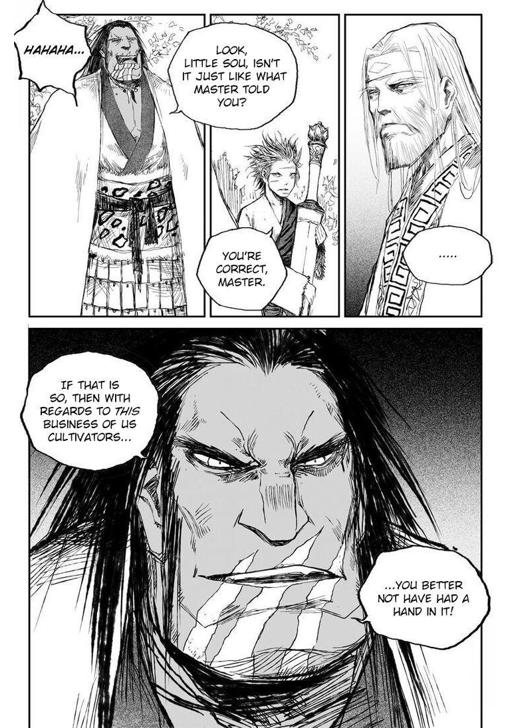 HAHAHA...
LOOK,
LITTLE SOU, ISN'T
IT JUST LIKE WHAT
MASTER TOLD
YOU?
YOU'RE
CORRECT,
MASTER.
.....
IF THAT IS
SO, THEN WITH
REGARDS TO THIS
BUSINESS OF US
CULTIVATORS...
...YOU BETTER
NOT HAVE HAD A
HAND IN IT!